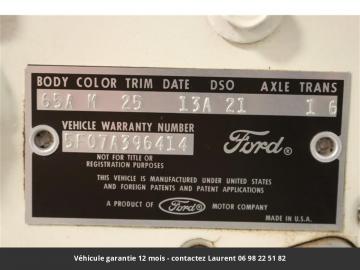 BODY COLOR TRIM DATE DSO AXLE TRANS
65A M 25 13A 21 1 6
VEHICLE WARRANTY NUMBER
5F07A396414
Ford®
NOT FOR TITLE OR
REGISTRATION PURPOSES
THIS VEHICLE IS MANUFACTURED UNDER UNITED STATES
AND FOREIGN PATENTS AND PATENT APPLICATIONS
A PRODUCT OF Ford® MOTOR COMPANY
MADE IN U.S.A.
Véhicule garantie 12 mois - contactez Laurent 06 98 22 51 82